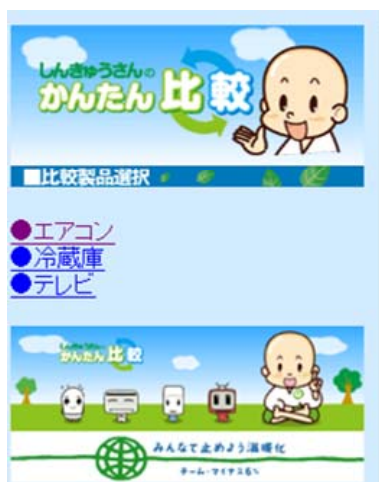 しんきゅうさんの
かんたん比較
■比較製品選択
●エアコン
●冷蔵庫
●テレビ
しんきゅうさんの
かんたん比較
みんなで止めよう温暖化
チーム・マイナス6%